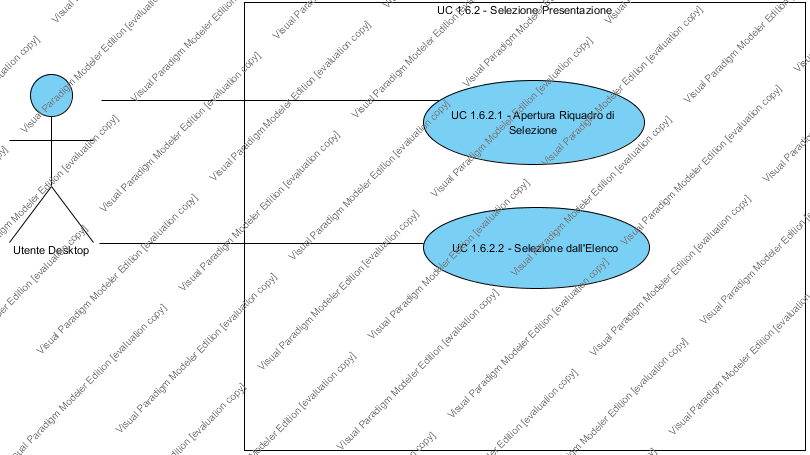 UC 1.6.2 - Selezione Presentazione
UC 1.6.2.1 - Apertura Riquadro di
Selezione
UC 1.6.2.2 - Selezione dall'Elenco
Utente Desktop
Visual Paradigm Modeler Edition [evaluation copy]